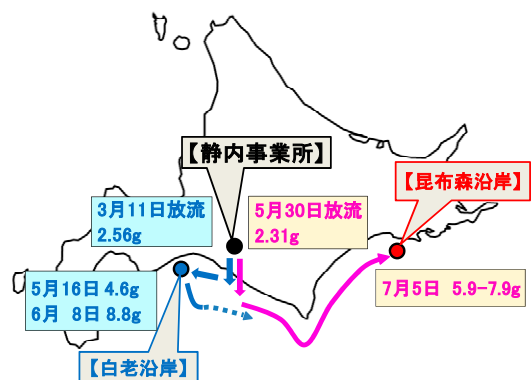 【静内事業所】
【昆布森沿岸】
3月11日放流
2.56g
5月30日放流
2.31g
5月16日 4.6g
6月 8日 8.8g
7月5日 5.9-7.9g
【白老沿岸】